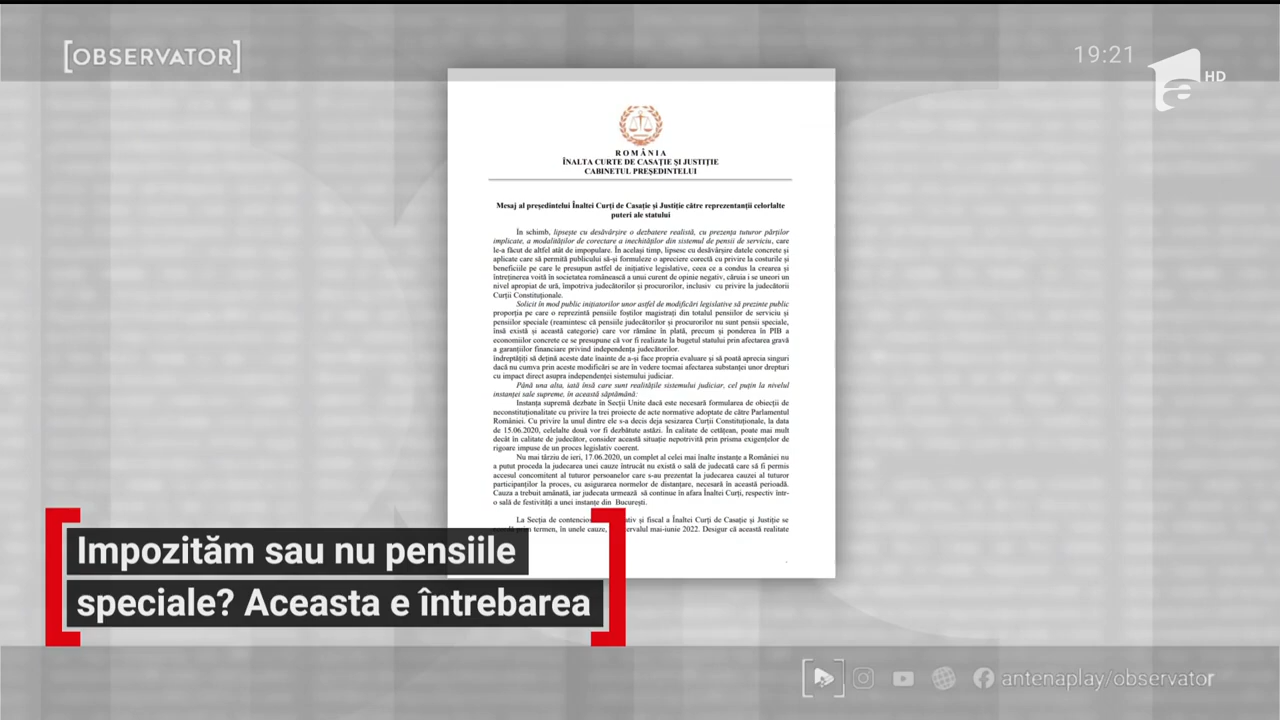 [OBSERVATOR]
19:21
HD
ROMÂNIA
ÎNALTA CURTE DE CASAȚIE ȘI JUSTIȚIE
CABINETUL PREȘEDINTELUI
Mesaj al președintelui Înaltei Curți de Casație și Justiție către reprezentanții celorlalte
puteri ale statului
În schimb, lipsește cu desăvârșire o dezbatere realistă, cu prezența tuturor părților
implicate, a modalităților de corectare a inechităților din sistemul de pensii de serviciu, care
le-a făcut de altfel atât de impopulare. În același timp, lipsesc cu desăvârșire datele concrete și
aplicate care să permită publicului să-și formuleze o apreciere corectă cu privire la costurile și
beneficiile pe care le presupun astfel de inițiative legislative, ceea ce a condus la crearea și
întreținerea voită în societatea românească a unui curent de opinie negativ, căruia i se uneori un
nivel apropiat de ură, împotriva judecătorilor și procurorilor, inclusiv cu privire la judecătorii
Curții Constituționale.
Solicit în mod public inițiatorilor unor astfel de modificări legislative să prezinte public
proporția pe care o reprezintă pensiile foștilor magistrați din totalul pensiilor de serviciu și
pensiilor speciale (reamintesc că pensiile judecătorilor și procurorilor nu sunt pensii speciale,
însă există și această categorie) care vor rămâne în plată, precum și ponderea în PIB a
economiilor concrete ce se presupune că vor fi realizate la bugetul statului prin afectarea gravă
a garanțiilor financiare privind independența judecătorilor.
îndreptățiți să dețină aceste date înainte de a-și face propria evaluare și să poată aprecia singuri
dacă nu cumva prin aceste modificări se are în vedere tocmai afectarea substanței unor drepturi
cu impact direct asupra independenței sistemului judiciar.
Până una alta, iată însă care sunt realitățile sistemului judiciar, cel puțin la nivelul
instanței sale supreme, în această săptămână:
Instanța supremă dezbate în Secții Unite dacă este necesară formularea de obiecții de
neconstituționalitate cu privire la trei proiecte de acte normative adoptate de către Parlamentul
României. Cu privire la unul dintre ele s-a decis deja sesizarea Curții Constituționale, la data
de 15.06.2020, celelalte două vor fi dezbătute astăzi. În calitate de cetățean, poate mai mult
decât în calitate de judecător, consider această situație nepotrivită prin prisma exigențelor de
rigoare impuse de un proces legislativ coerent.
Nu mai târziu de ieri, 17.06.2020, un complet al celei mai înalte instanțe a României nu
a putut proceda la judecarea unei cauze întrucât nu există o sală de judecată care să fi permis
accesul concomitent al tuturor persoanelor care s-au prezentat la judecarea cauzei al tuturor
participanților la proces, cu asigurarea normelor de distanțare, necesară în această perioadă.
Cauza a trebuit amânată, iar judecata urmează să continue în afara Înaltei Curți, respectiv într-
o sală de festivități a unei instanțe din București.
La Secția de contencios ativ și fiscal a Înaltei Curți de Casație și Justiție se
termen, în unele cauze, mai-iunie 2022. Desigur că această realitate
Impozităm sau nu pensiile
speciale? Aceasta e întrebarea
antenaplay/observator